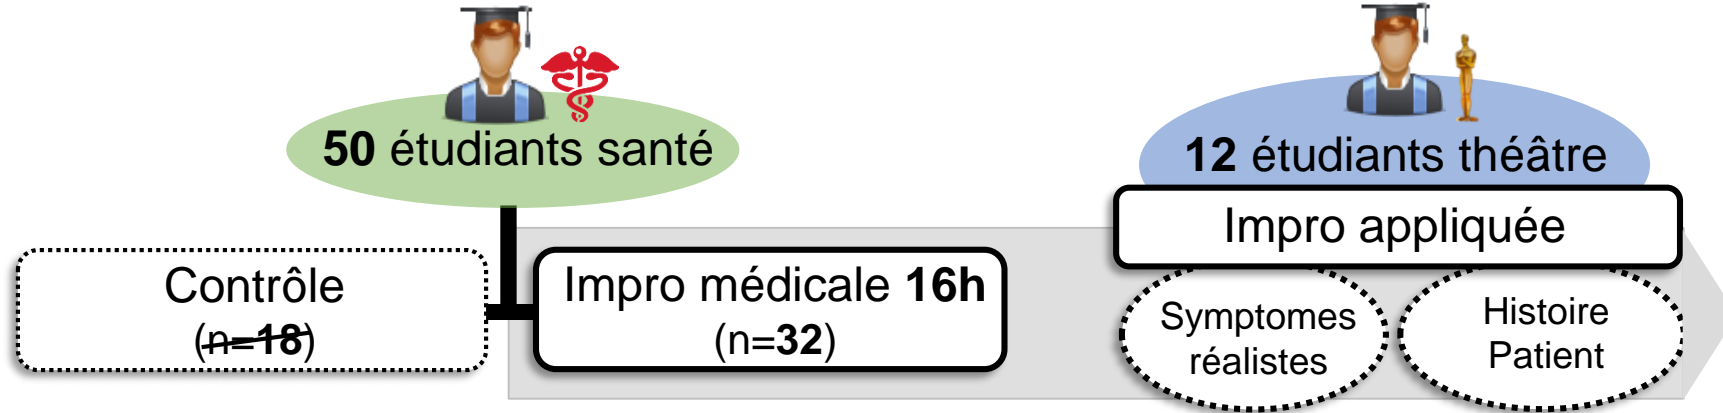 50 étudiants santé
12 étudiants théâtre
Impro appliquée
Contrôle
(n=18)
Impro médicale 16h
(n=32)
Symptomes
réalistes
Histoire
Patient